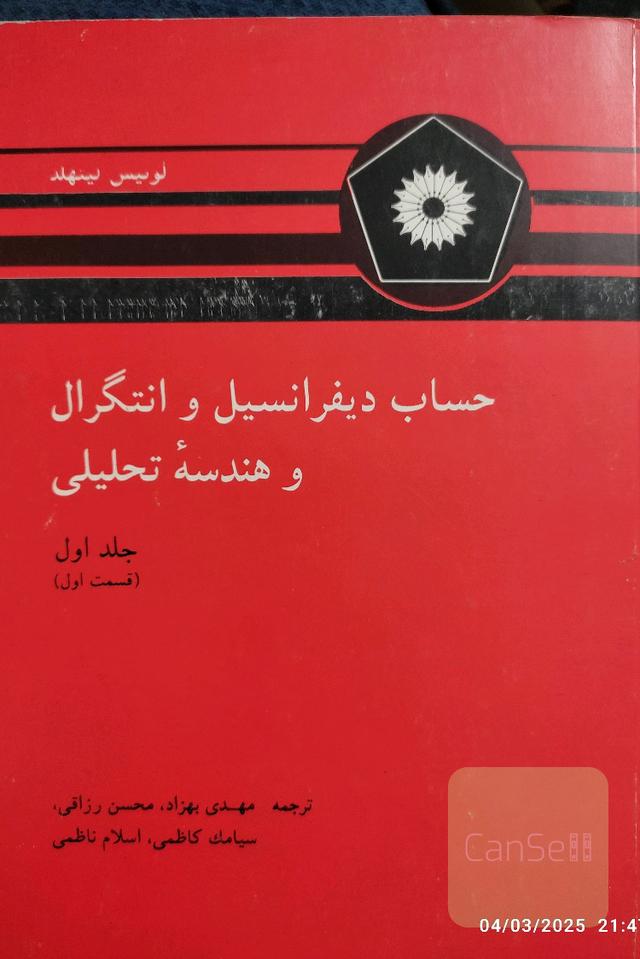 لوییس لیتهلد
حساب دیفرانسیل و انتگرال
و هندسهٔ تحلیلی
جلد اول
(قسمت اول)
ترجمه مهدی بهزاد، محسن رزاقی،
سیامك کاظمی، اسلام ناظمی
CanSell
04/03/2025 21:47